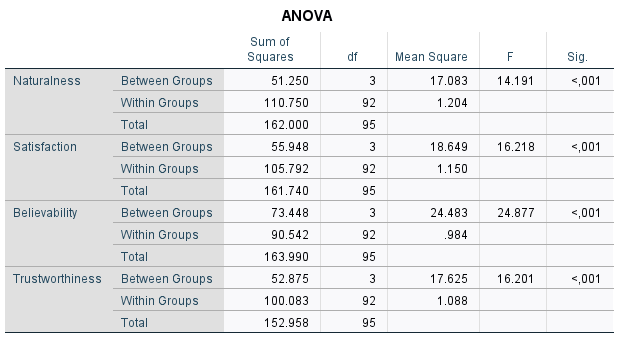 ANOVA
Sum of Squares df Mean Square F Sig.
Naturalness Between Groups 51.250 3 17.083 14.191 <,001
Within Groups 110.750 92 1.204
Total 162.000 95
Satisfaction Between Groups 55.948 3 18.649 16.218 <,001
Within Groups 105.792 92 1.150
Total 161.740 95
Believability Between Groups 73.448 3 24.483 24.877 <,001
Within Groups 90.542 92 .984
Total 163.990 95
Trustworthiness Between Groups 52.875 3 17.625 16.201 <,001
Within Groups 100.083 92 1.088
Total 152.958 95